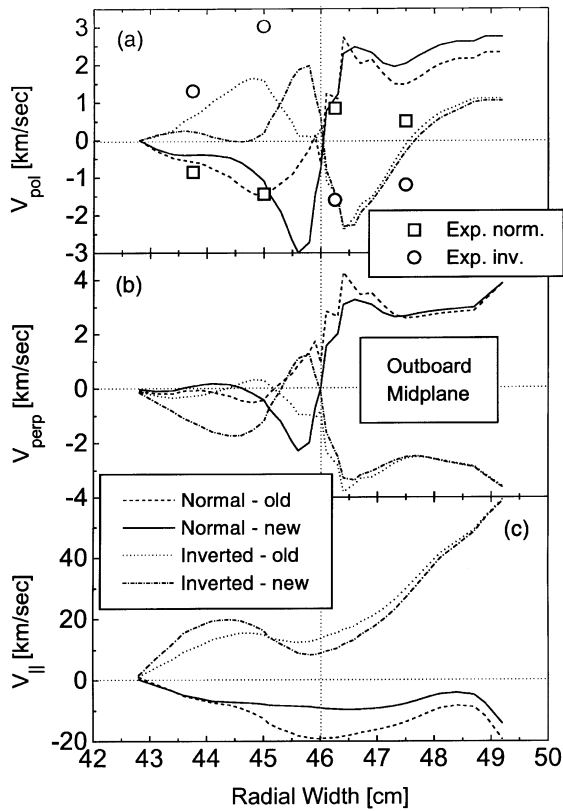 3
2
1
0
-1
-2
-3
(a)
V_pol [km/sec]
Exp. norm.
Exp. inv.
4
2
0
-2
-4
(b)
V_perp [km/sec]
Outboard
Midplane
Normal - old
Normal - new
Inverted - old
Inverted - new
(c)
40
20
0
-20
V_|| [km/sec]
42 43 44 45 46 47 48 49 50
Radial Width [cm]